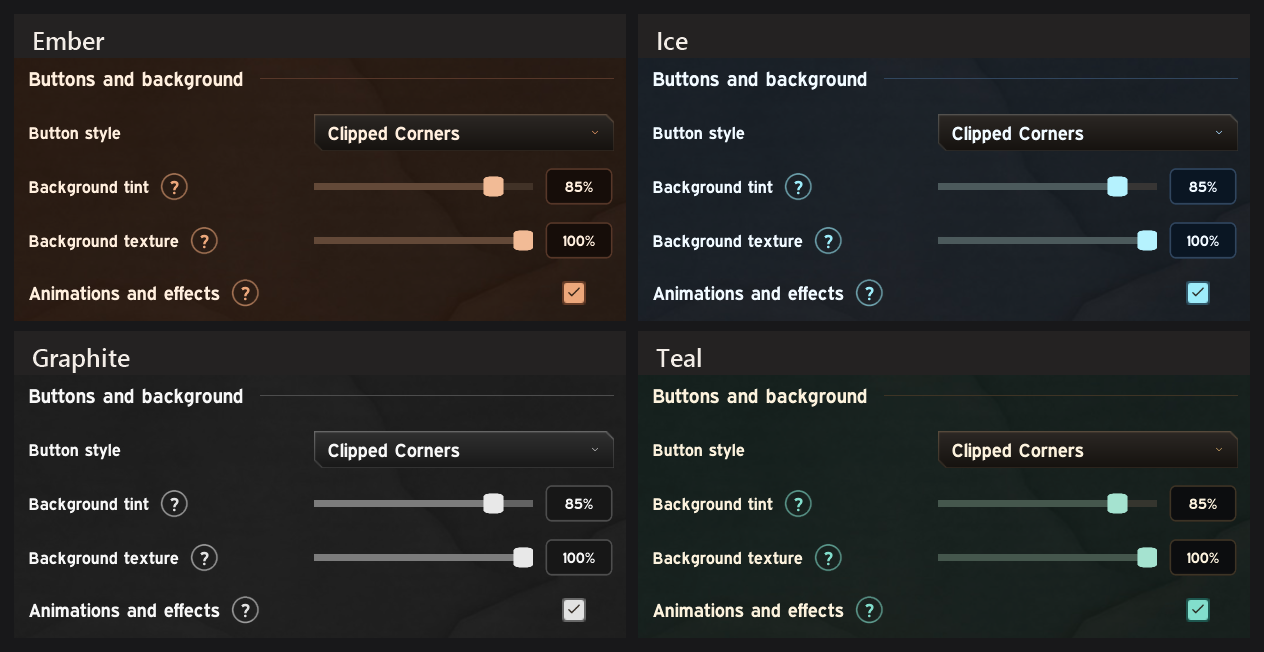 Ember
Buttons and background
Button style
Clipped Corners
Background tint ?
85%
Background texture ?
100%
Animations and effects ?
Ice
Buttons and background
Button style
Clipped Corners
Background tint ?
85%
Background texture ?
100%
Animations and effects ?
Graphite
Buttons and background
Button style
Clipped Corners
Background tint ?
85%
Background texture ?
100%
Animations and effects ?
Teal
Buttons and background
Button style
Clipped Corners
Background tint ?
85%
Background texture ?
100%
Animations and effects ?